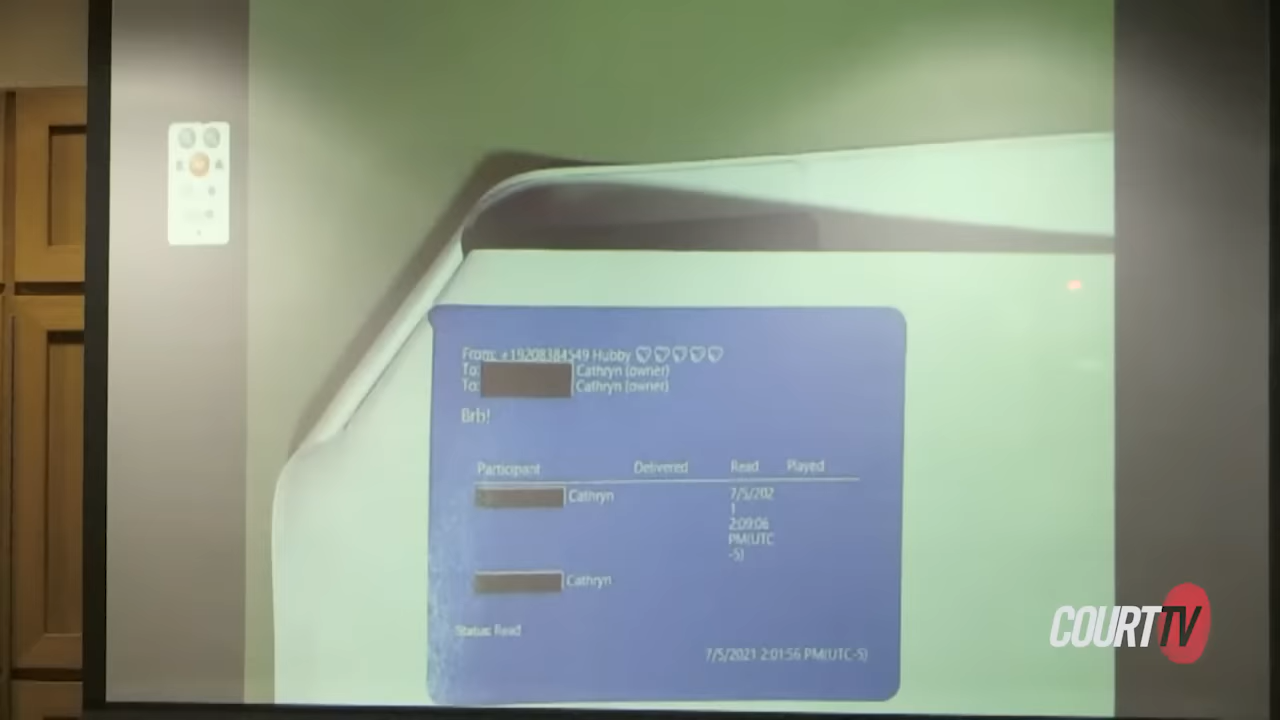 From: +19208384549 Hubby
To: Cathryn (owner)
To: Cathryn (owner)
Brb!
Participant Delivered Read Played
Cathryn 7/5/202
1
2:09:06
PM(UTC
-5)
Cathryn
Status: Read
7/5/2021 2:01:56 PM(UTC-5)
COURT TV